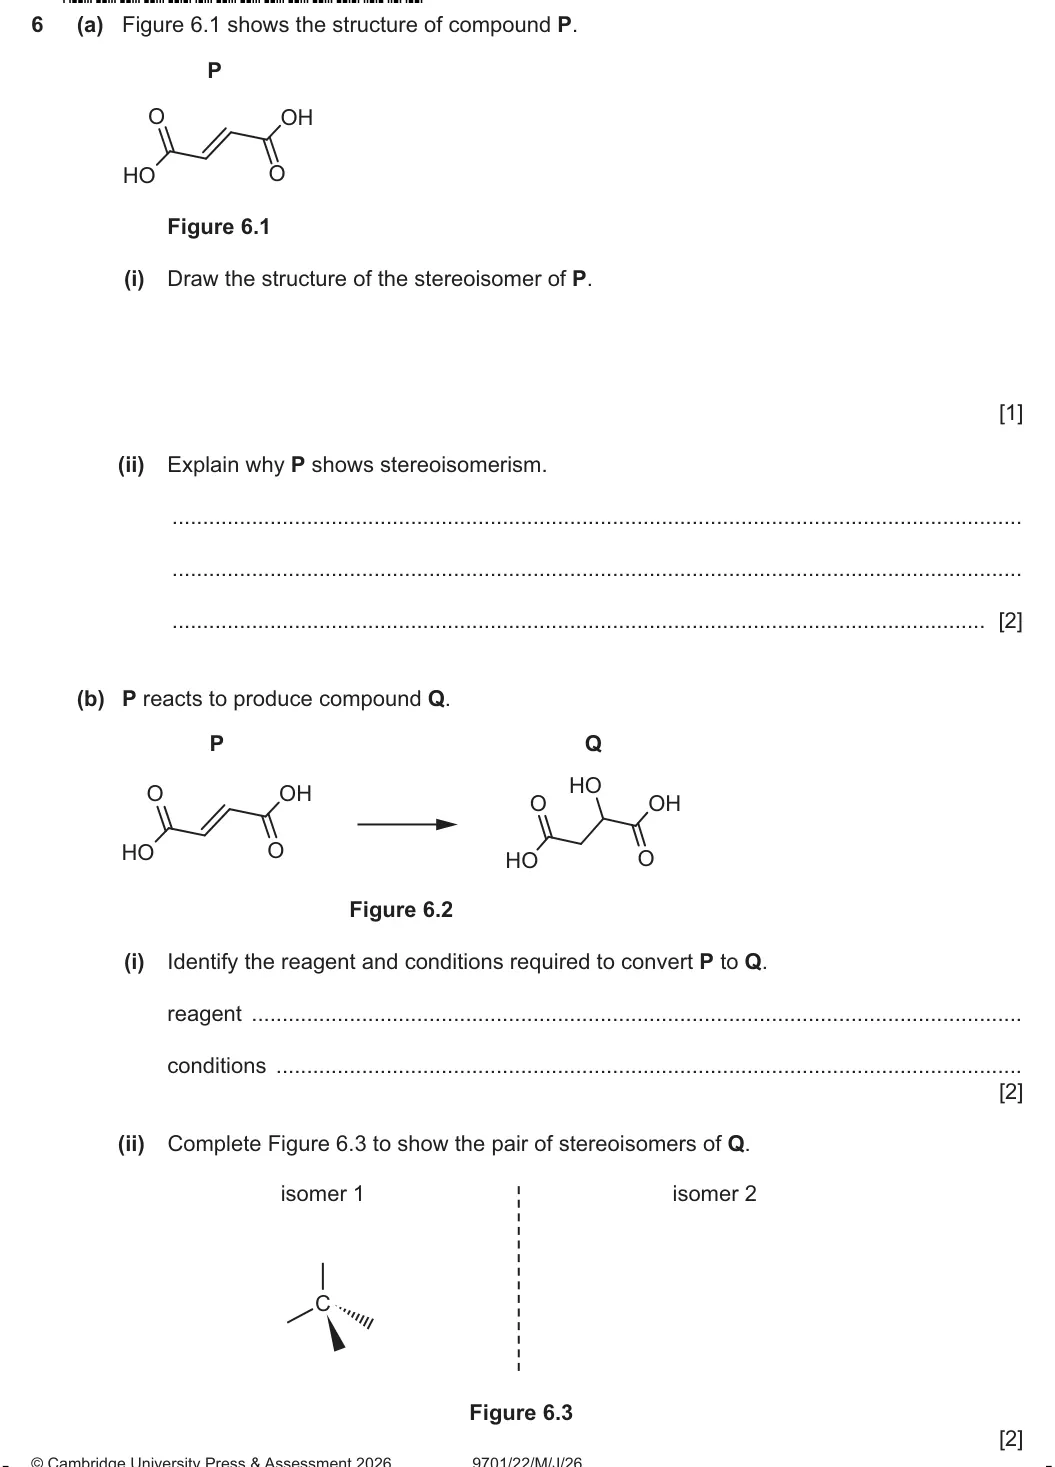 6 (a) Figure 6.1 shows the structure of compound P.
P
O
OH
HO
O
Figure 6.1
(i) Draw the structure of the stereoisomer of P.
[1]
(ii) Explain why P shows stereoisomerism.
[2]
(b) P reacts to produce compound Q.
P
Q
HO
O
OH
O
OH
HO
O
HO
O
Figure 6.2
(i) Identify the reagent and conditions required to convert P to Q.
reagent
conditions
[2]
(ii) Complete Figure 6.3 to show the pair of stereoisomers of Q.
isomer 1
isomer 2
C
Figure 6.3
[2]
© Cambridge University Press & Assessment 2026 9701/22/M/J/26